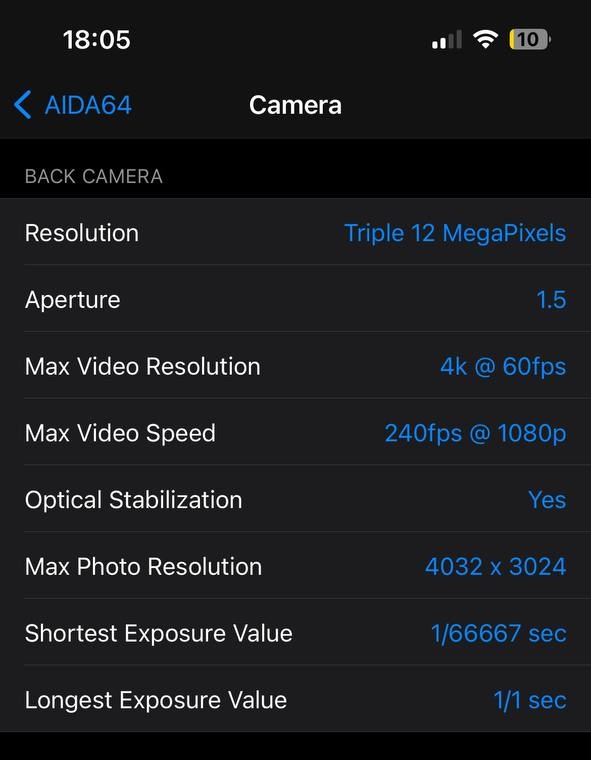 18:05 10
AIDA64 Camera
BACK CAMERA
Resolution Triple 12 MegaPixels
Aperture 1.5
Max Video Resolution 4k @ 60fps
Max Video Speed 240fps @ 1080p
Optical Stabilization Yes
Max Photo Resolution 4032 x 3024
Shortest Exposure Value 1/66667 sec
Longest Exposure Value 1/1 sec